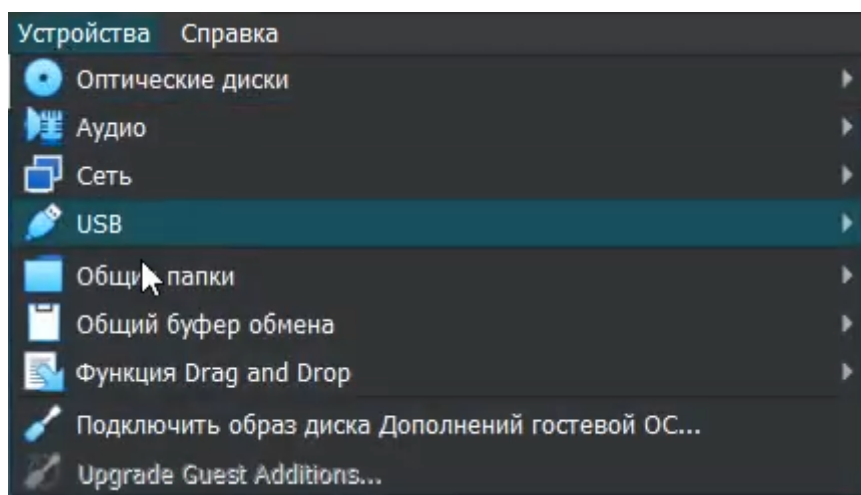 Устройства Справка
Оптические диски
Аудио
Сеть
USB
Общие папки
Общий буфер обмена
Функция Drag and Drop
Подключить образ диска Дополнений гостевой ОС...
Upgrade Guest Additions...